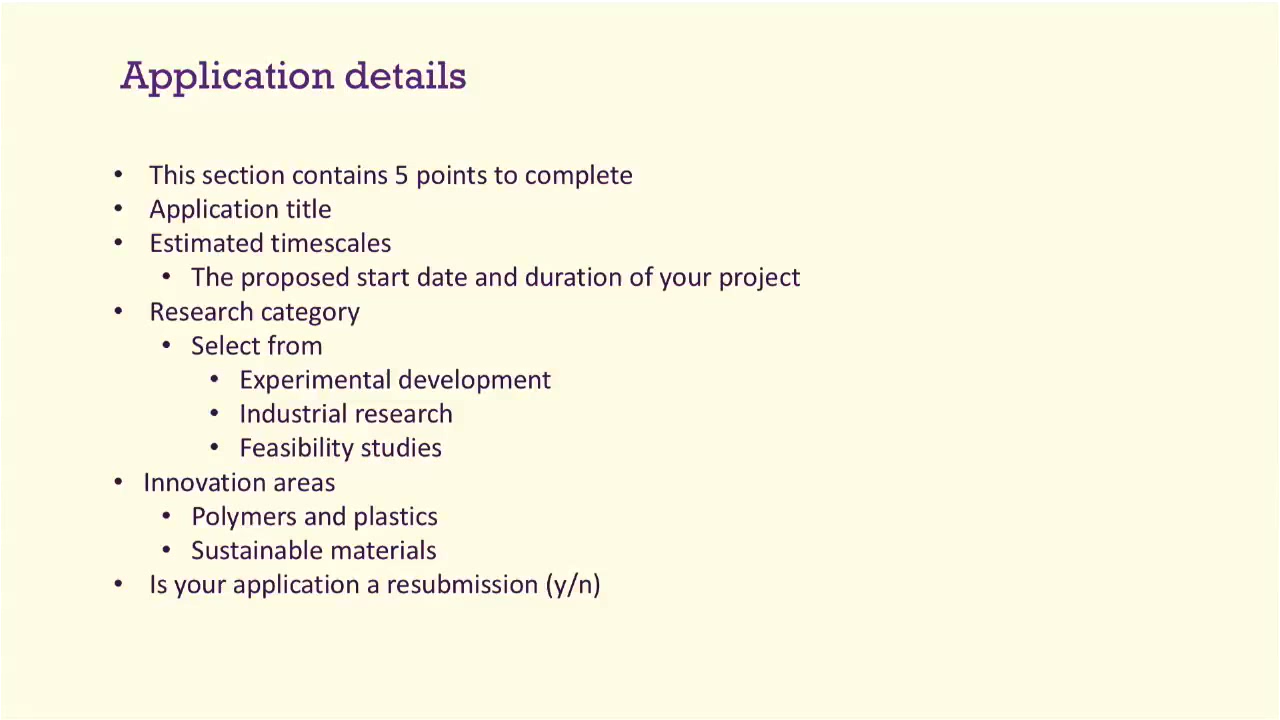 Application details
• This section contains 5 points to complete
• Application title
• Estimated timescales
• The proposed start date and duration of your project
• Research category
• Select from
• Experimental development
• Industrial research
• Feasibility studies
• Innovation areas
• Polymers and plastics
• Sustainable materials
• Is your application a resubmission (y/n)